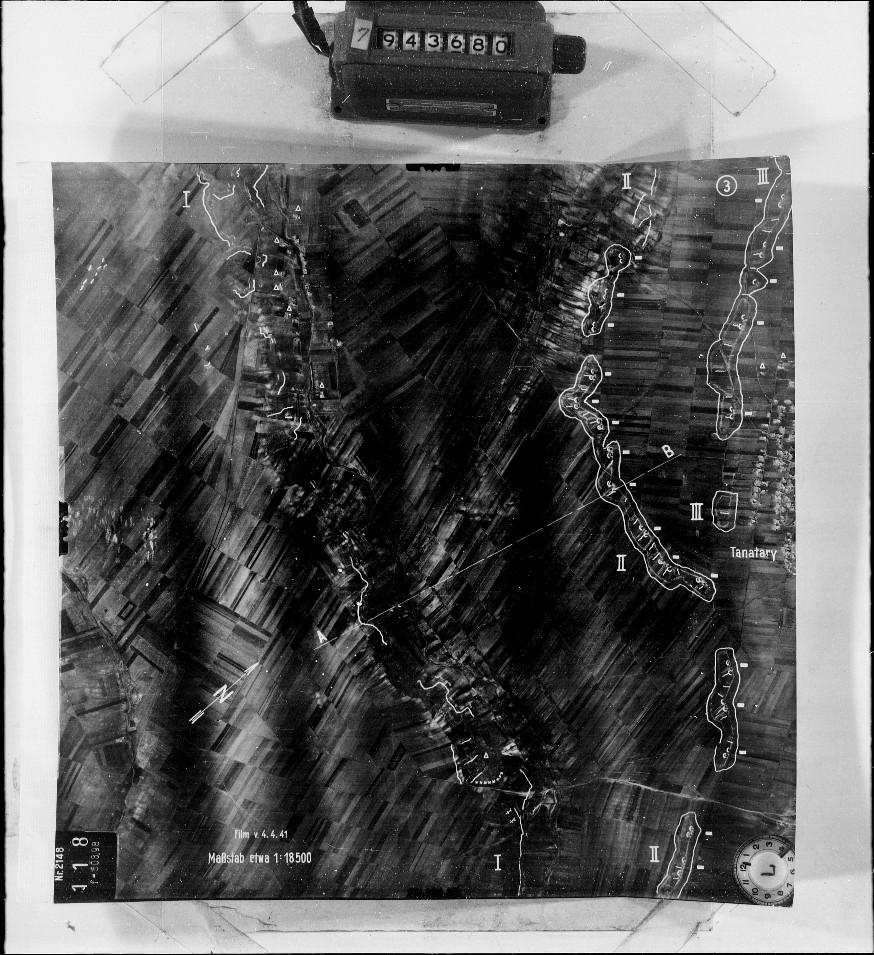 7
943680
I
II
3
III
B
III
Tanatary
II
A
N
Film v. 4.4.41
Maßstab etwa 1:18500
I
II
Nr. 2148
118